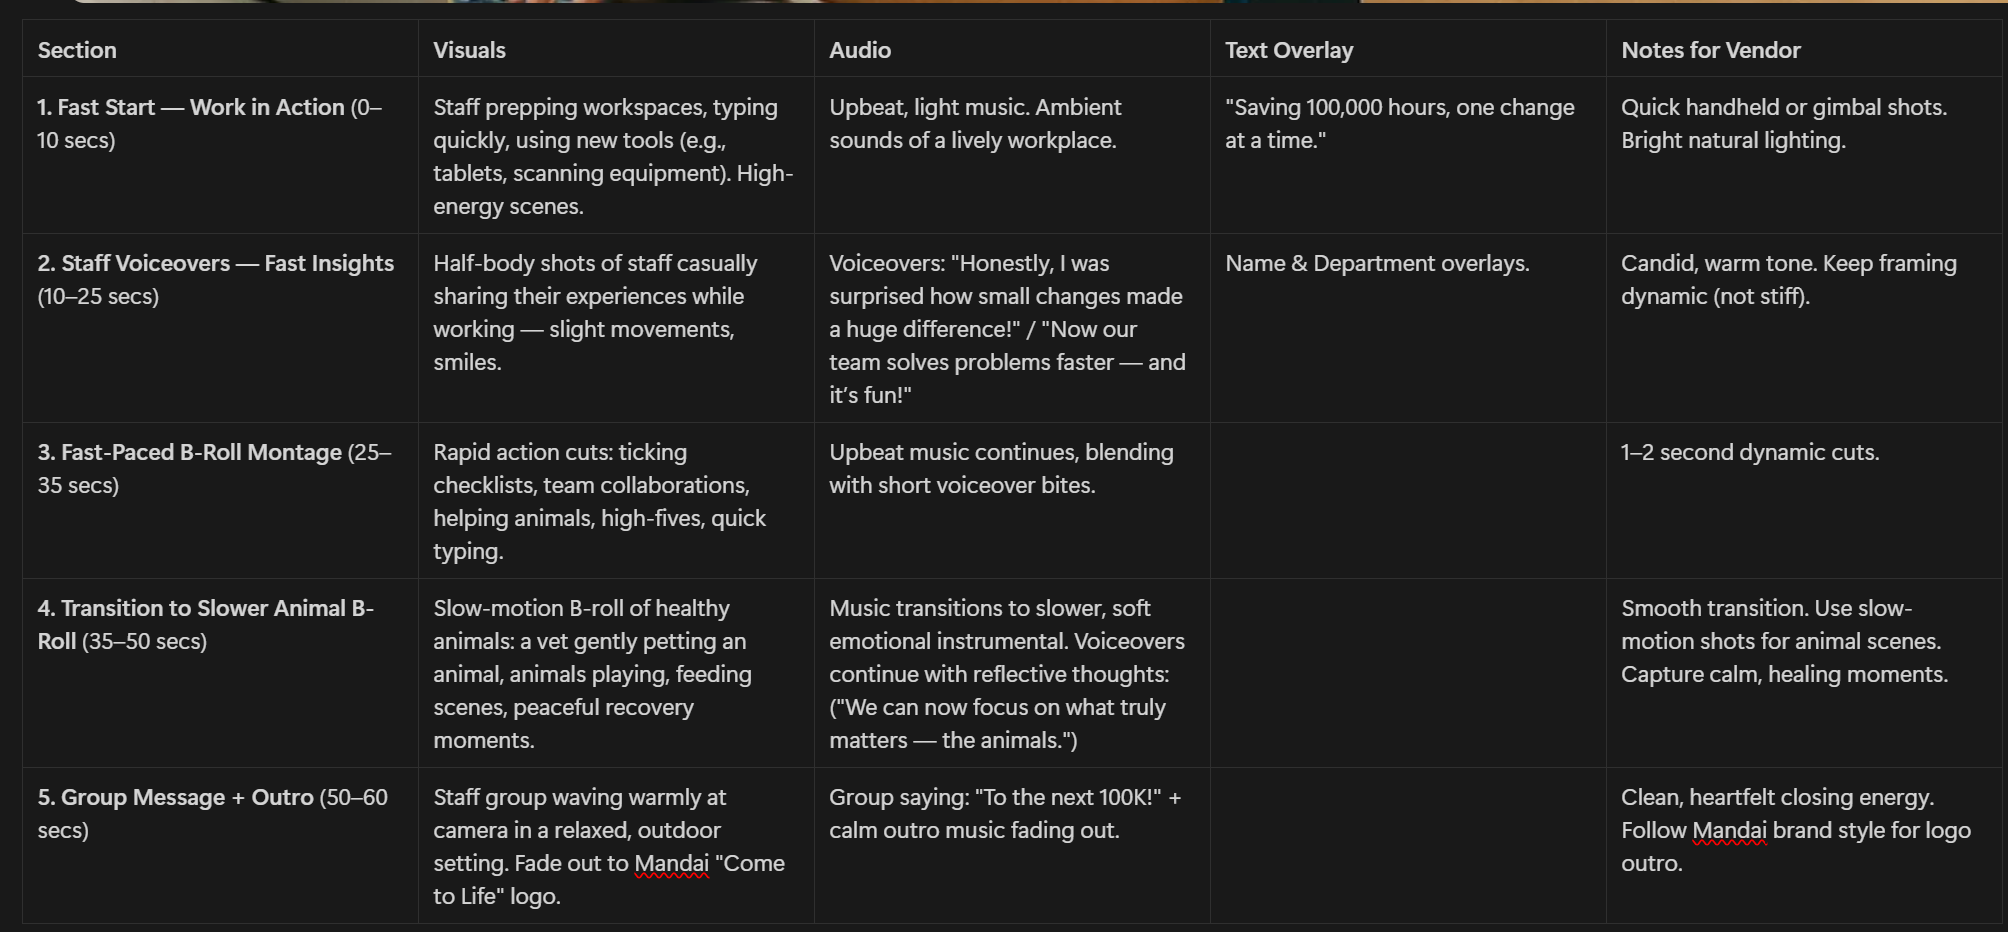 Section
Visuals
Audio
Text Overlay
Notes for Vendor
1. Fast Start — Work in Action (0–
10 secs)
Staff prepping workspaces, typing
quickly, using new tools (e.g.,
tablets, scanning equipment). High-
energy scenes.
Upbeat, light music. Ambient
sounds of a lively workplace.
"Saving 100,000 hours, one change
at a time."
Quick handheld or gimbal shots.
Bright natural lighting.
2. Staff Voiceovers — Fast Insights
(10–25 secs)
Half-body shots of staff casually
sharing their experiences while
working — slight movements,
smiles.
Voiceovers: "Honestly, I was
surprised how small changes made
a huge difference!" / "Now our
team solves problems faster — and
it’s fun!"
Name & Department overlays.
Candid, warm tone. Keep framing
dynamic (not stiff).
3. Fast-Paced B-Roll Montage (25–
35 secs)
Rapid action cuts: ticking
checklists, team collaborations,
helping animals, high-fives, quick
typing.
Upbeat music continues, blending
with short voiceover bites.
1–2 second dynamic cuts.
4. Transition to Slower Animal B-
Roll (35–50 secs)
Slow-motion B-roll of healthy
animals: a vet gently petting an
animal, animals playing, feeding
scenes, peaceful recovery
moments.
Music transitions to slower, soft
emotional instrumental. Voiceovers
continue with reflective thoughts:
("We can now focus on what truly
matters — the animals.")
Smooth transition. Use slow-
motion shots for animal scenes.
Capture calm, healing moments.
5. Group Message + Outro (50–60
secs)
Staff group waving warmly at
camera in a relaxed, outdoor
setting. Fade out to Mandai "Come
to Life" logo.
Group saying: "To the next 100K!" +
calm outro music fading out.
Clean, heartfelt closing energy.
Follow Mandai brand style for logo
outro.